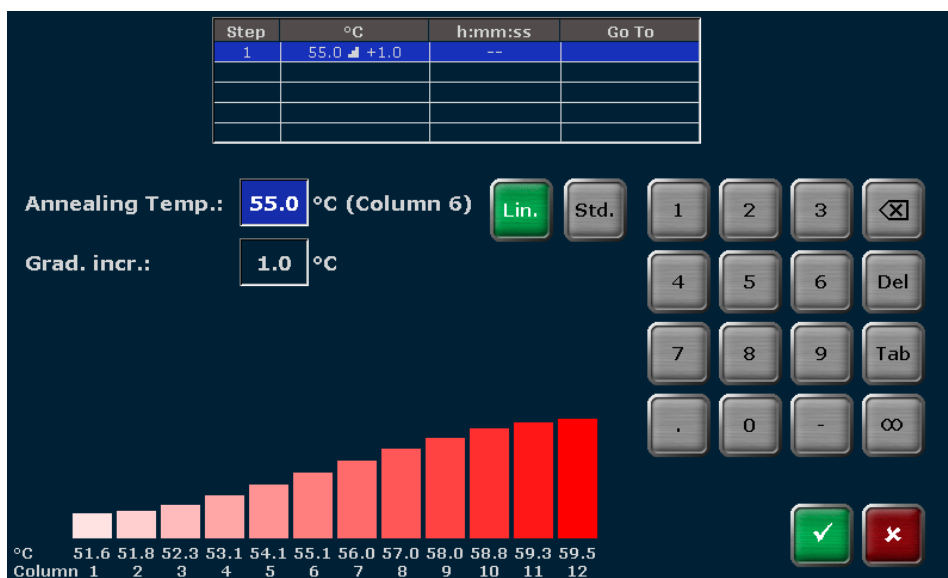 Step °C h:mm:ss Go To
1 55.0 +1.0 --
Annealing Temp.: 55.0 °C (Column 6) Lin. Std. 1 2 3
Grad. incr.: 1.0 °C
4 5 6 Del
7 8 9 Tab
. 0 - ∞
°C 51.6 51.8 52.3 53.1 54.1 55.1 56.0 57.0 58.0 58.8 59.3 59.5
Column 1 2 3 4 5 6 7 8 9 10 11 12